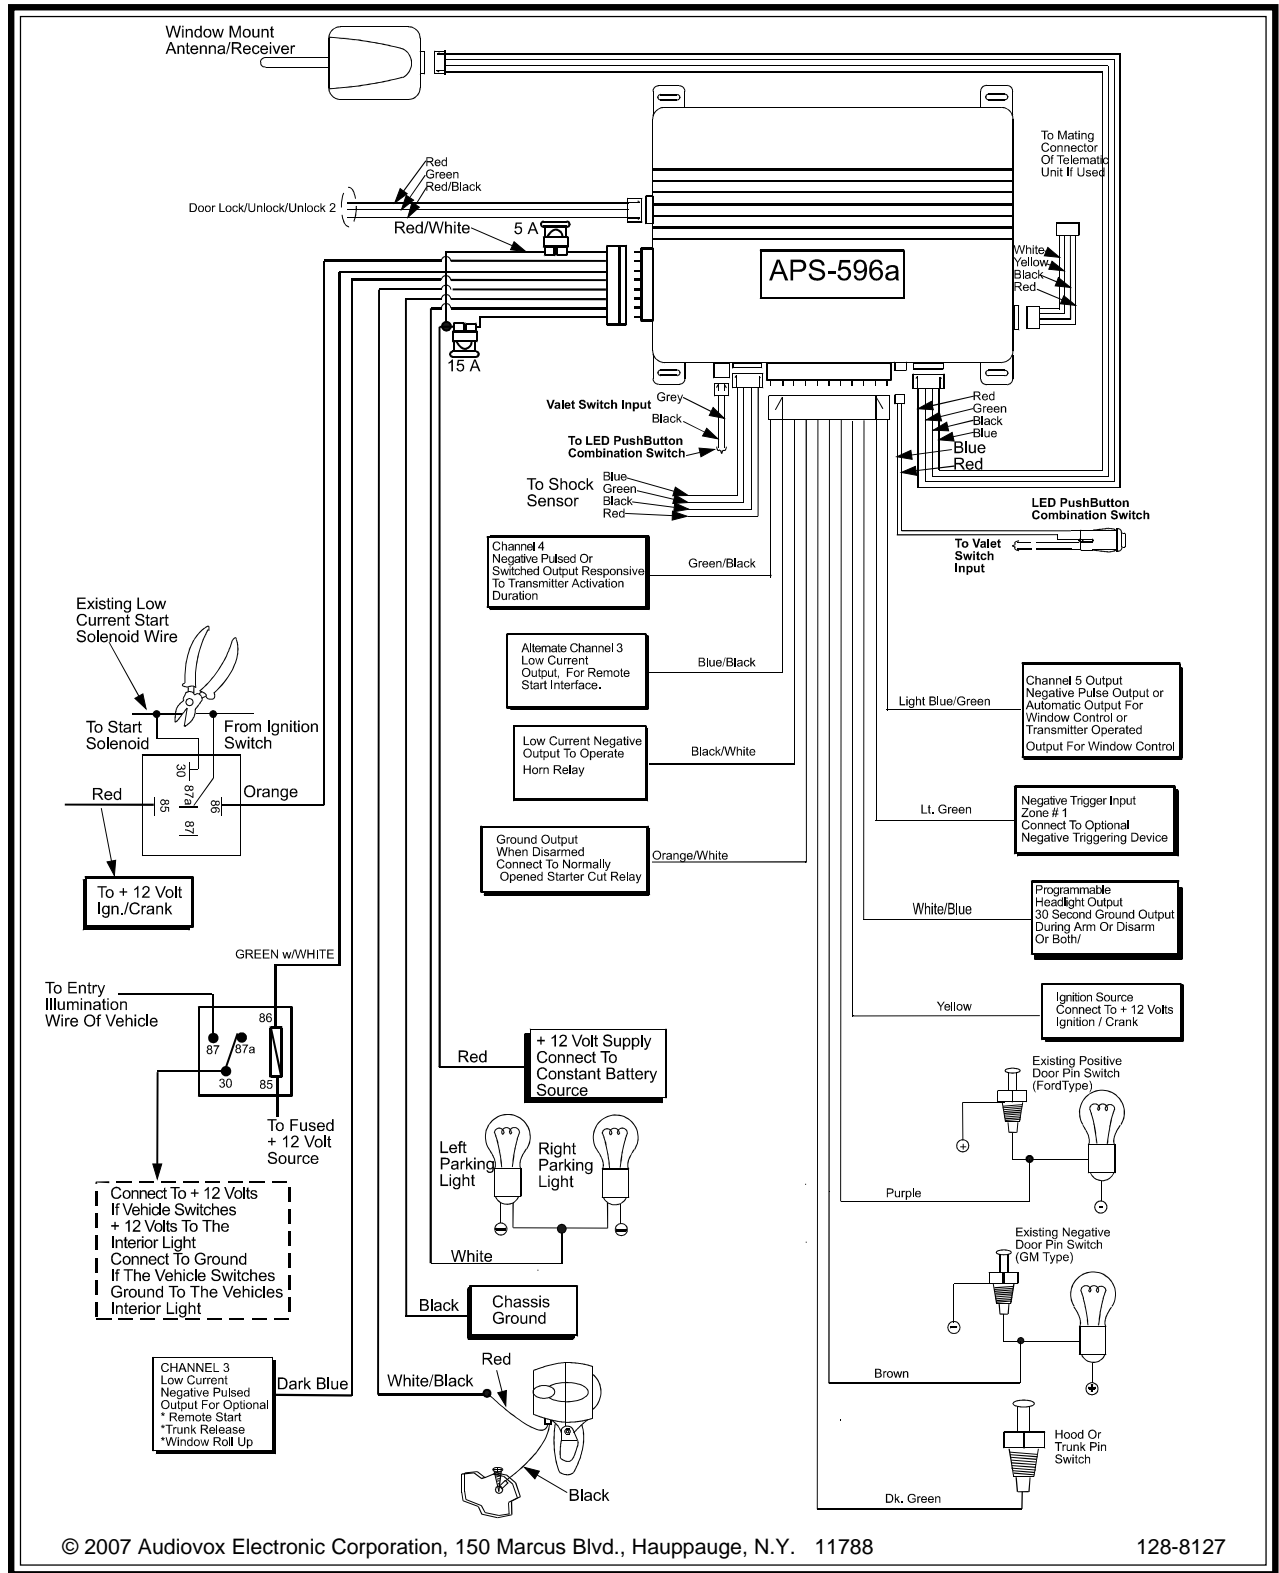 Window Mount
Antenna/Receiver
To Mating
Connector
Of Telematic
Unit If Used
Red
Green
Red/Black
Door Lock/Unlock/Unlock 2
Red/White
5 A
APS-596a
White
Yellow
Black
Red
15 A
Grey
Valet Switch Input
Black
To LED PushButton
Combination Switch
Red
Green
Black
Blue
Blue
Red
To Shock
Sensor
Blue
Green
Black
Red
LED PushButton
Combination Switch
To Valet
Switch
Input
Channel 4
Negative Pulsed Or
Switched Output Responsive
To Transmitter Activation
Duration
Green/Black
Existing Low
Current Start
Solenoid Wire
Alternate Channel 3
Low Current
Output, For Remote
Start Interface.
Blue/Black
Light Blue/Green
Channel 5 Output
Negative Pulse Output or
Automatic Output For
Window Control or
Transmitter Operated
Output For Window Control
To Start
Solenoid
From Ignition
Switch
Low Current Negative
Output To Operate
Horn Relay
Black/White
30
87a
85
86
87
Red
Orange
Lt. Green
Negative Trigger Input
Zone # 1
Connect To Optional
Negative Triggering Device
Ground Output
When Disarmed
Connect To Normally
Opened Starter Cut Relay
Orange/White
To + 12 Volt
Ign./Crank
White/Blue
Programmable
Headlight Output
30 Second Ground Output
During Arm Or Disarm
Or Both/
GREEN w/WHITE
To Entry
Illumination
Wire Of Vehicle
86
87
87a
30
85
Yellow
Ignition Source
Connect To + 12 Volts
Ignition / Crank
Red
+ 12 Volt Supply
Connect To
Constant Battery
Source
Existing Positive
Door Pin Switch
(FordType)
+
-
To Fused
+ 12 Volt
Source
Left
Parking
Light
Right
Parking
Light
Purple
Connect To + 12 Volts
If Vehicle Switches
+ 12 Volts To The
Interior Light
Connect To Ground
If The Vehicle Switches
Ground To The Vehicles
Interior Light
White
Existing Negative
Door Pin Switch
(GM Type)
-
+
Black
Chassis
Ground
CHANNEL 3
Low Current
Negative Pulsed
Output For Optional
* Remote Start
*Trunk Release
*Window Roll Up
Dark Blue
White/Black
Red
Brown
Hood Or
Trunk Pin
Switch
Black
Dk. Green
© 2007 Audiovox Electronic Corporation, 150 Marcus Blvd., Hauppauge, N.Y. 11788
128-8127